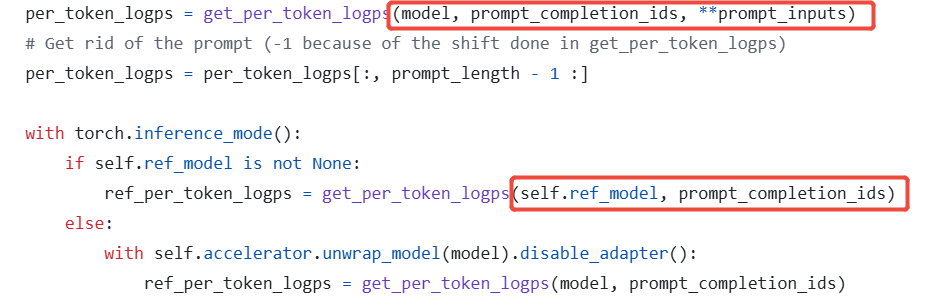 per_token_logps = get_per_token_logps(model, prompt_completion_ids, **prompt_inputs)
# Get rid of the prompt (-1 because of the shift done in get_per_token_logps)
per_token_logps = per_token_logps[:, prompt_length - 1 :]
with torch.inference_mode():
if self.ref_model is not None:
ref_per_token_logps = get_per_token_logps(self.ref_model, prompt_completion_ids)
else:
with self.accelerator.unwrap_model(model).disable_adapter():
ref_per_token_logps = get_per_token_logps(model, prompt_completion_ids)